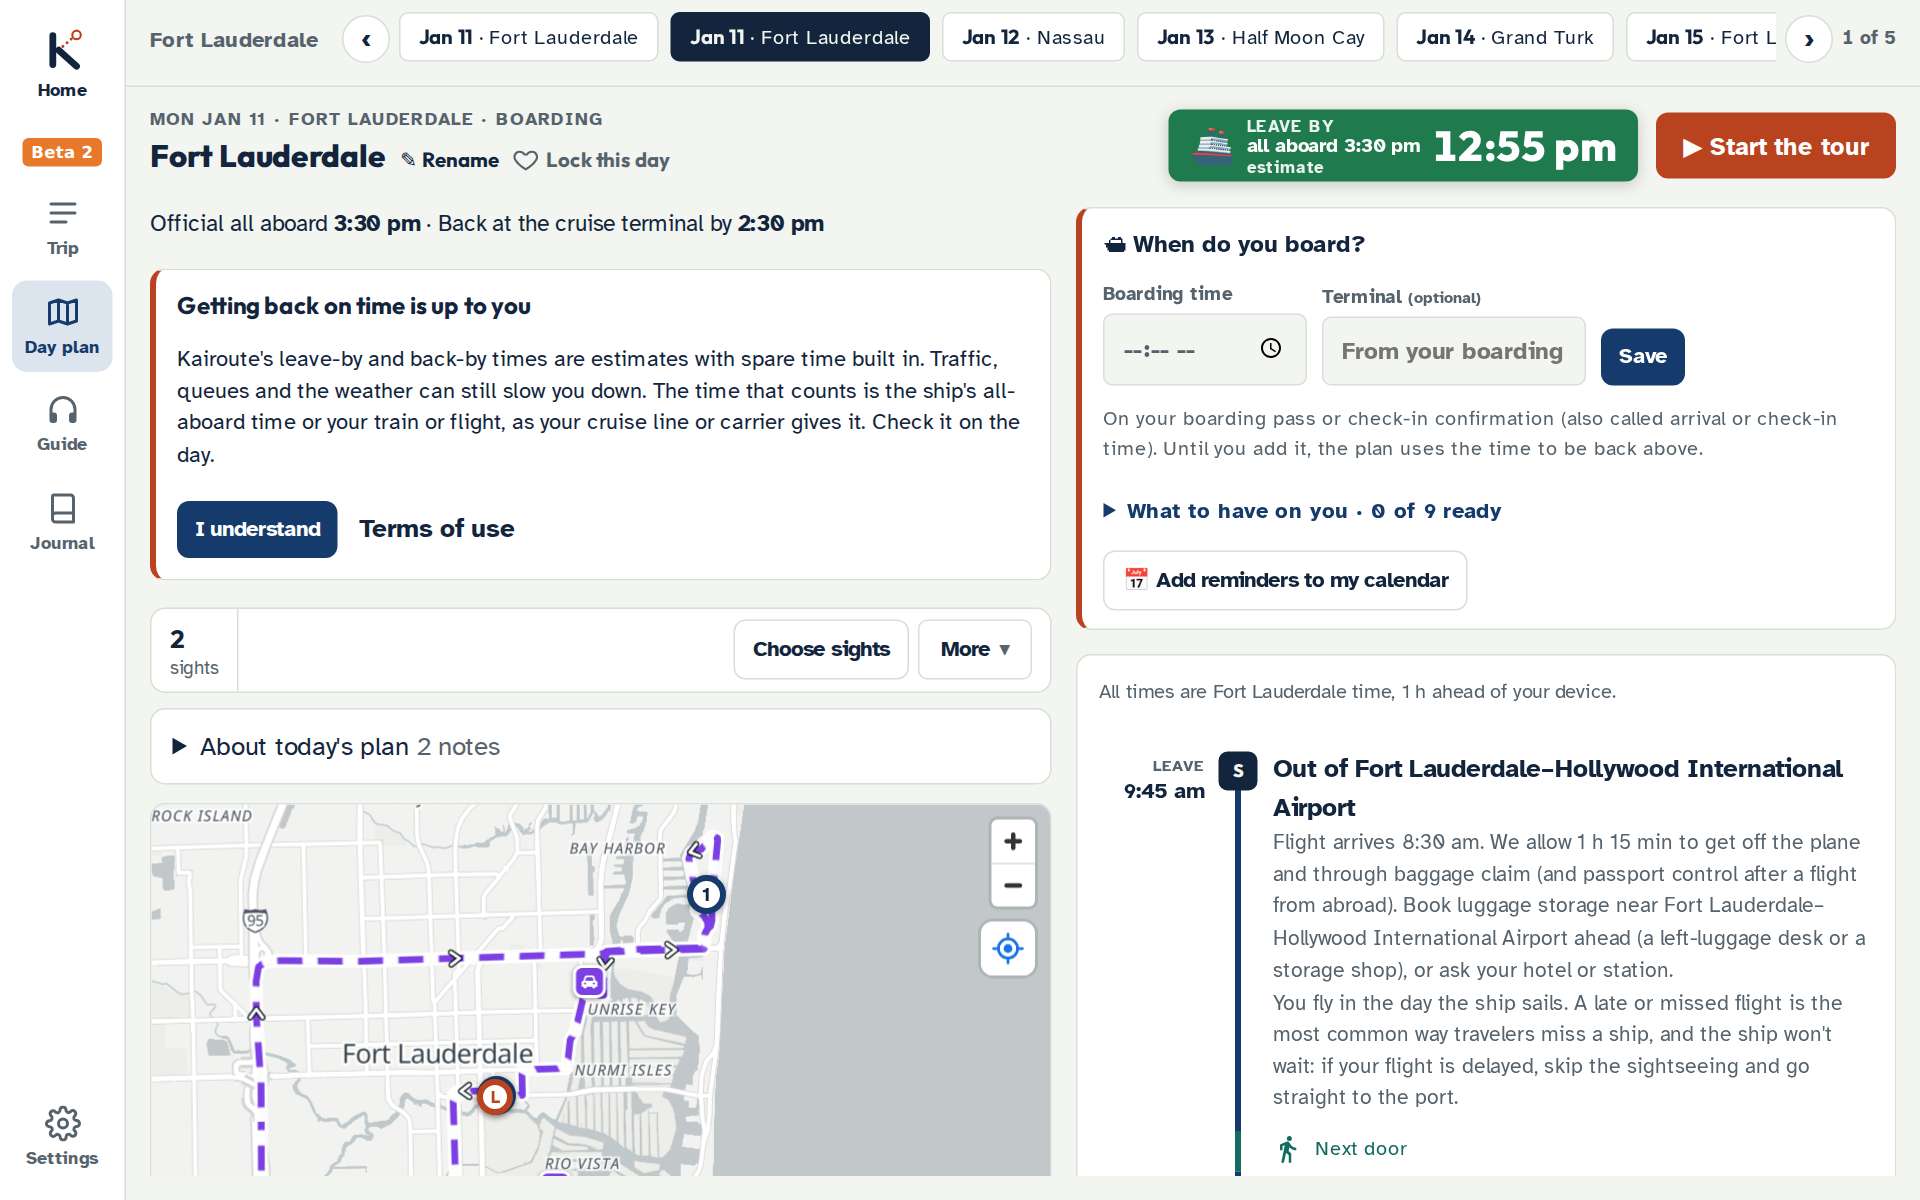 Home
Beta 2
Trip
Day plan
Guide
Journal
Settings
Fort Lauderdale
‹
Jan 11 · Fort Lauderdale
Jan 11 · Fort Lauderdale
Jan 12 · Nassau
Jan 13 · Half Moon Cay
Jan 14 · Grand Turk
Jan 15 · Fort L
›
1 of 5
MON JAN 11 · FORT LAUDERDALE · BOARDING
Fort Lauderdale
✎ Rename
Lock this day
LEAVE BY
all aboard 3:30 pm
estimate
12:55 pm
▶ Start the tour
Official all aboard 3:30 pm · Back at the cruise terminal by 2:30 pm
Getting back on time is up to you
Kairoute's leave-by and back-by times are estimates with spare time built in. Traffic,
queues and the weather can still slow you down. The time that counts is the ship's all-
aboard time or your train or flight, as your cruise line or carrier gives it. Check it on the
day.
I understand
Terms of use
2
sights
Choose sights
More ▾
▶ About today's plan 2 notes
ROCK ISLAND
BAY HARBOR
95
1
UNRISE KEY
Fort Lauderdale
NURMI ISLES
L
RIO VISTA
+
−
When do you board?
Boarding time
Terminal (optional)
--:-- --
From your boarding
Save
On your boarding pass or check-in confirmation (also called arrival or check-in
time). Until you add it, the plan uses the time to be back above.
▶ What to have on you · 0 of 9 ready
Add reminders to my calendar
All times are Fort Lauderdale time, 1 h ahead of your device.
LEAVE
9:45 am
S
Out of Fort Lauderdale–Hollywood International
Airport
Flight arrives 8:30 am. We allow 1 h 15 min to get off the plane
and through baggage claim (and passport control after a flight
from abroad). Book luggage storage near Fort Lauderdale–
Hollywood International Airport ahead (a left-luggage desk or a
storage shop), or ask your hotel or station.
You fly in the day the ship sails. A late or missed flight is the
most common way travelers miss a ship, and the ship won't
wait: if your flight is delayed, skip the sightseeing and go
straight to the port.
Next door